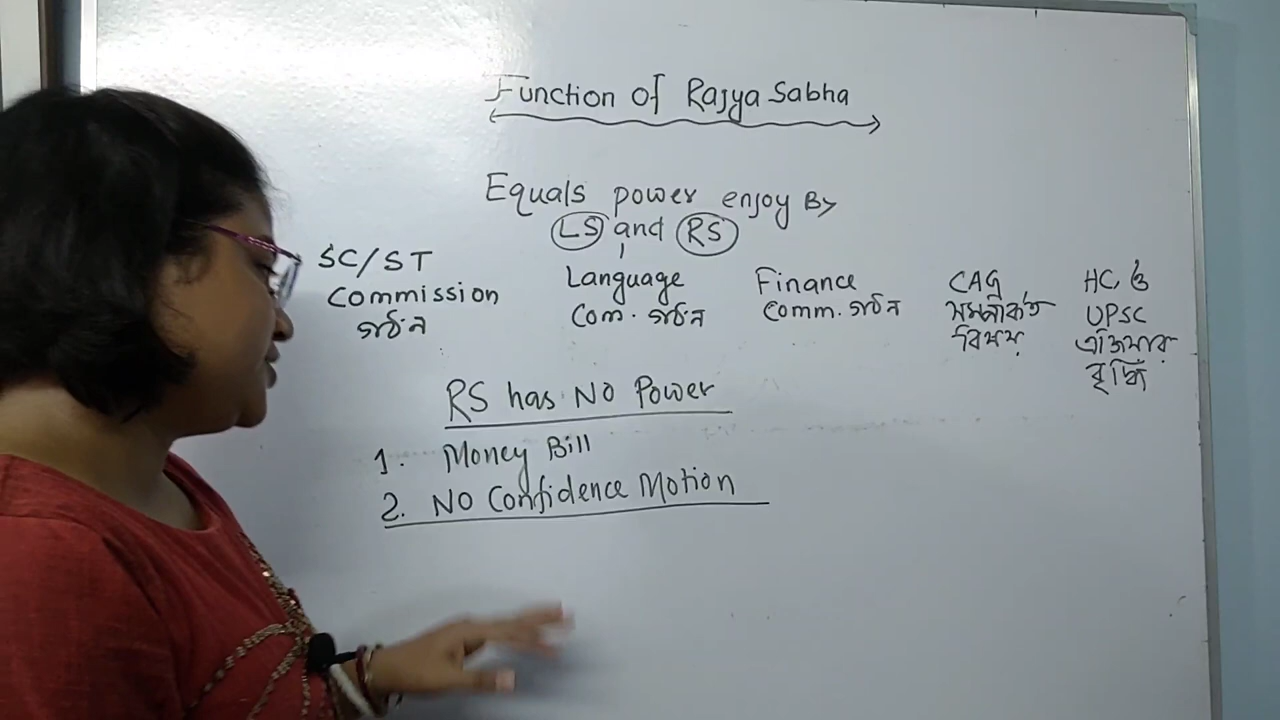 Function of Rajya Sabha
Equals power enjoy By
LS and RS
SC/ST
Commission
গঠন
Language
Com. গঠন
Finance
Comm. গঠন
CAG
সম্পর্কিত
বিষয়
HC ও
UPSC
এক্তিয়ার
বৃদ্ধি
RS has No Power
1. Money Bill
2. No Confidence Motion